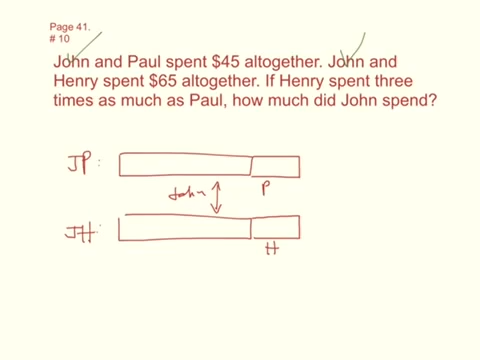 Page 41.
# 10
John and Paul spent $45 altogether. John and
Henry spent $65 altogether. If Henry spent three
times as much as Paul, how much did John spend?
JP:
John
P
JH:
H